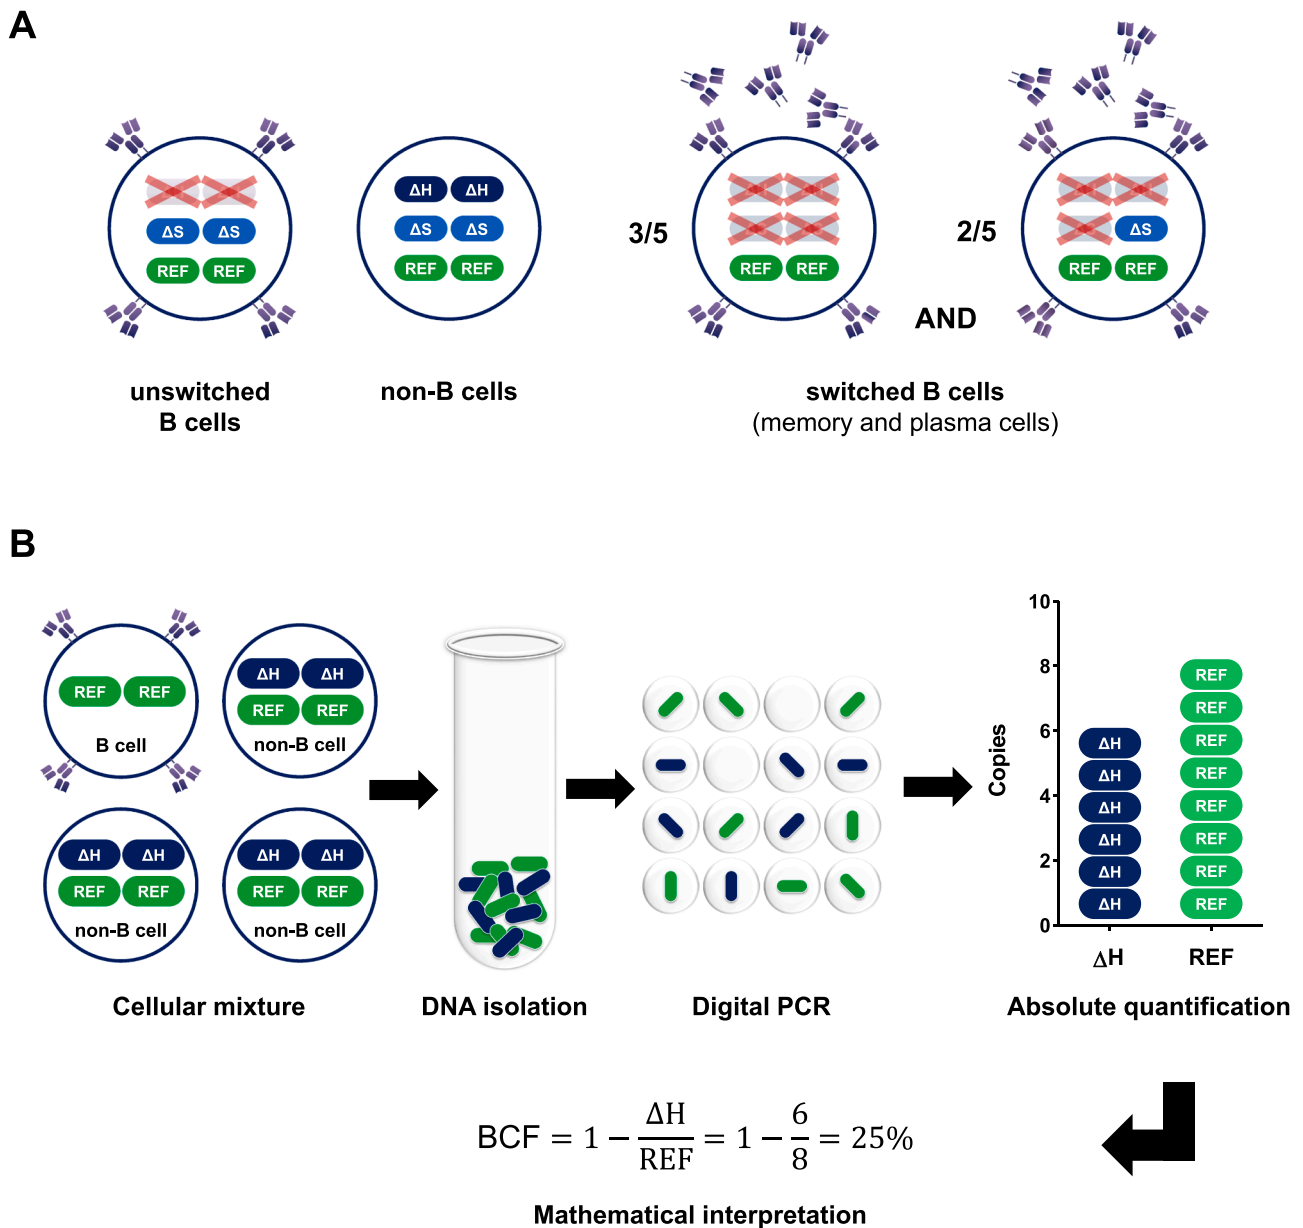 A
ΔH ΔH
ΔS ΔS
ΔS ΔS
3/5
2/5
ΔS
REF REF
REF REF
REF REF
REF REF
AND
unswitched
B cells
non-B cells
switched B cells
(memory and plasma cells)
B
REF REF
B cell
ΔH ΔH
REF REF
non-B cell
ΔH ΔH
REF REF
non-B cell
ΔH ΔH
REF REF
non-B cell
Copies
10
8
6
4
2
0
ΔH
ΔH
ΔH
ΔH
ΔH
ΔH
REF
REF
REF
REF
REF
REF
REF
REF
ΔH
REF
Cellular mixture
DNA isolation
Digital PCR
Absolute quantification
BCF = 1 − ΔH/REF = 1 − 6/8 = 25%
Mathematical interpretation